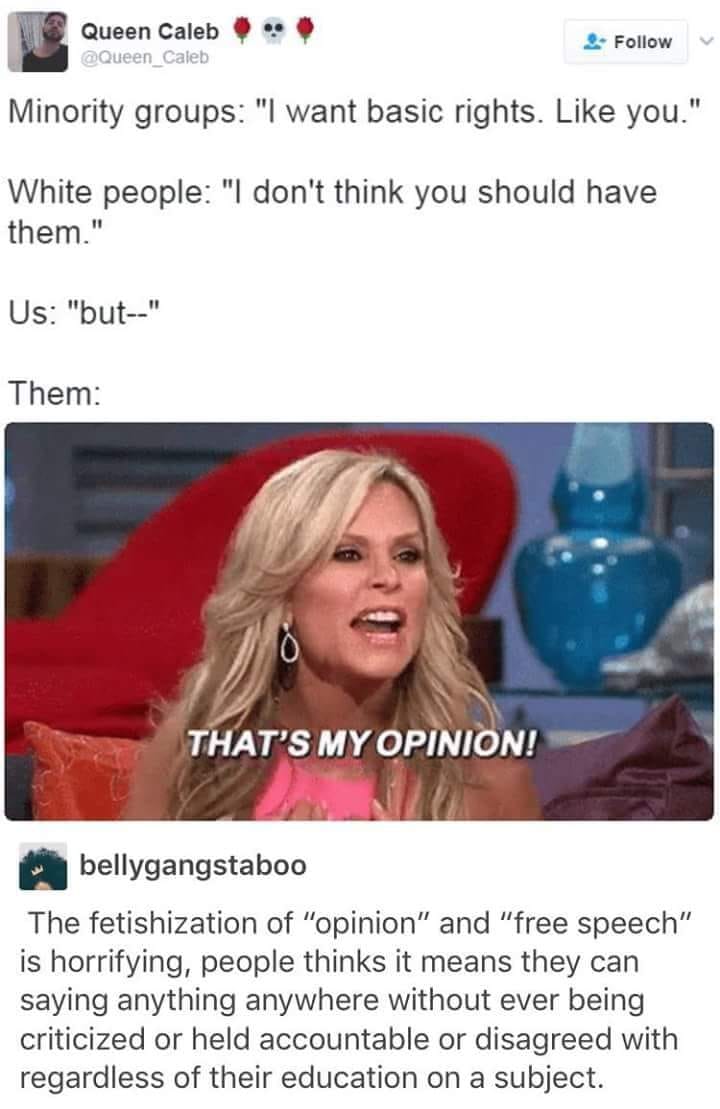 Queen Caleb 🌹 💀 🌹
@Queen_Caleb
Follow
Minority groups: "I want basic rights. Like you."
White people: "I don't think you should have
them."
Us: "but--"
Them:
THAT'S MY OPINION!
bellygangstaboo
The fetishization of “opinion” and “free speech”
is horrifying, people thinks it means they can
saying anything anywhere without ever being
criticized or held accountable or disagreed with
regardless of their education on a subject.